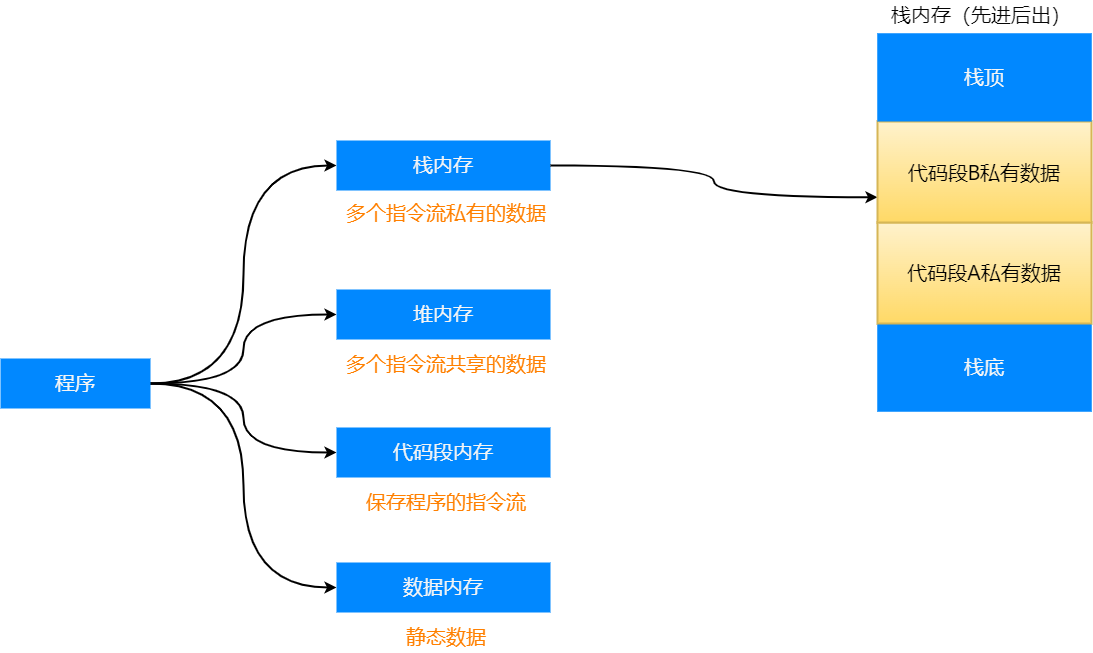 栈内存（先进后出）
栈顶
代码段B私有数据
代码段A私有数据
栈底
程序
栈内存
多个指令流私有的数据
堆内存
多个指令流共享的数据
代码段内存
保存程序的指令流
数据内存
静态数据